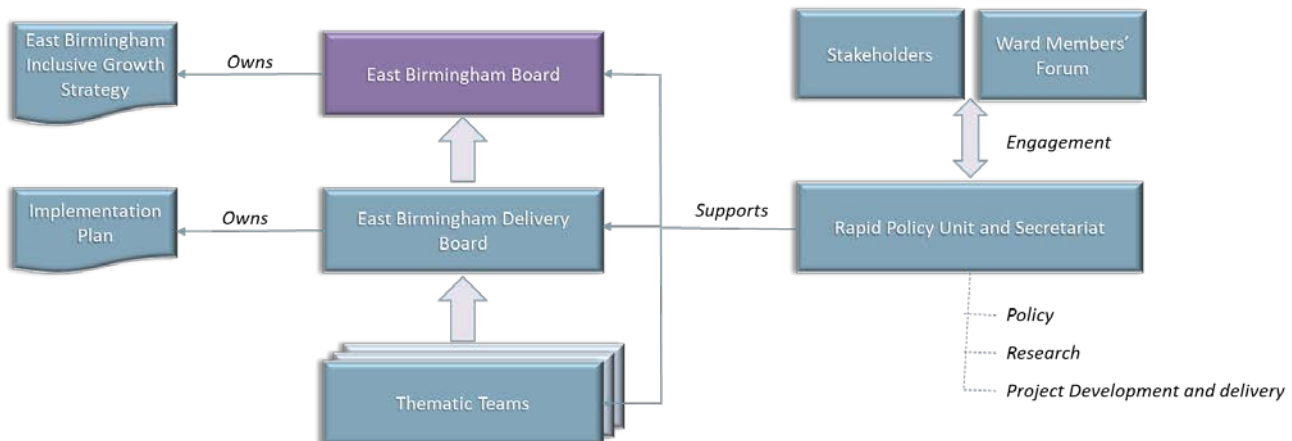 East Birmingham
Inclusive Growth
Strategy
Owns
East Birmingham Board
Stakeholders
Ward Members’
Forum
Engagement
Implementation
Plan
Owns
East Birmingham Delivery
Board
Supports
Rapid Policy Unit and Secretariat
Policy
Research
Project Development and delivery
Thematic Teams